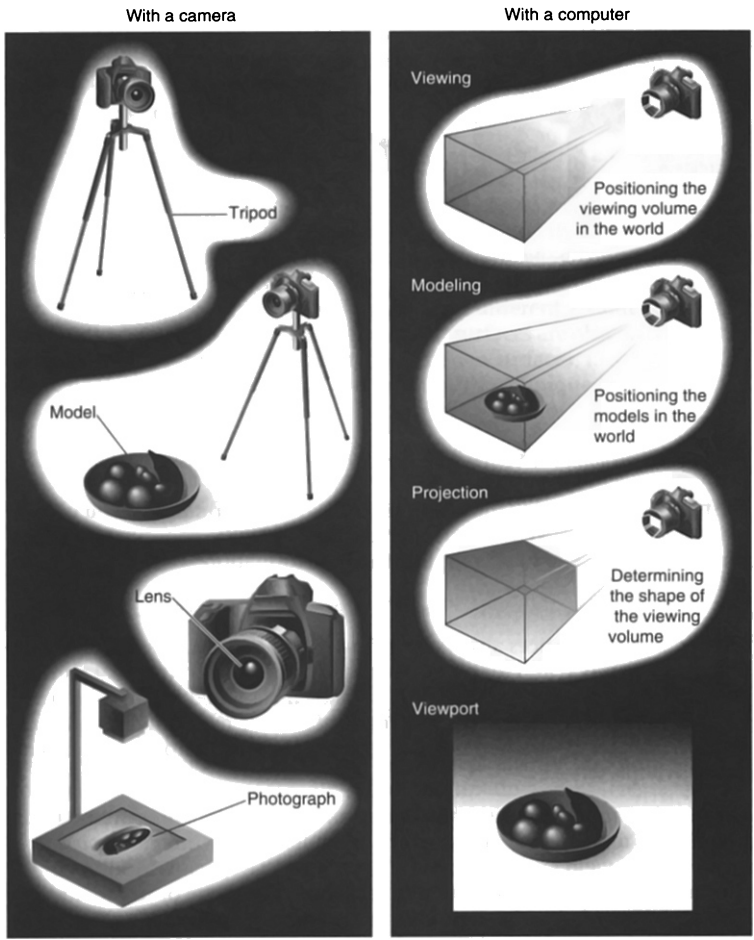 With a camera
Tripod
Model
Lens
Photograph
With a computer
Viewing
Positioning the
viewing volume
in the world
Modeling
Positioning the
models in the
world
Projection
Determining
the shape of
the viewing
volume
Viewport